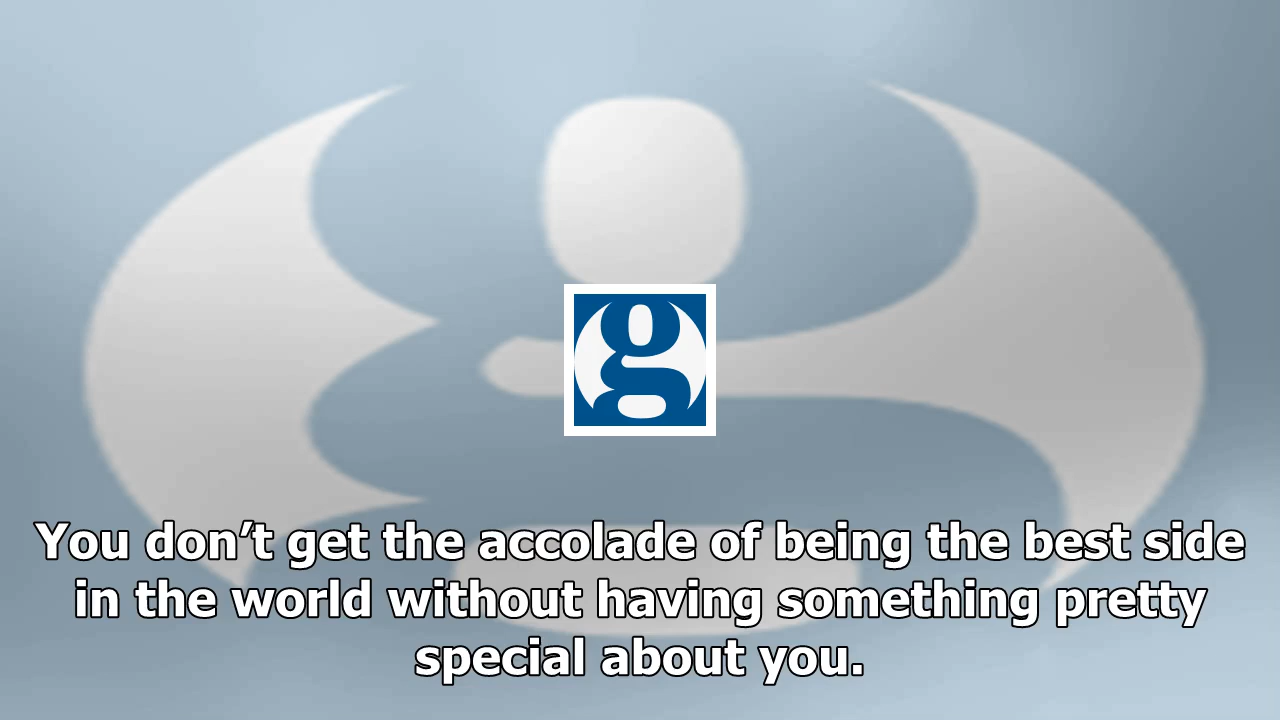 g
You don’t get the accolade of being the best side
in the world without having something pretty
special about you.